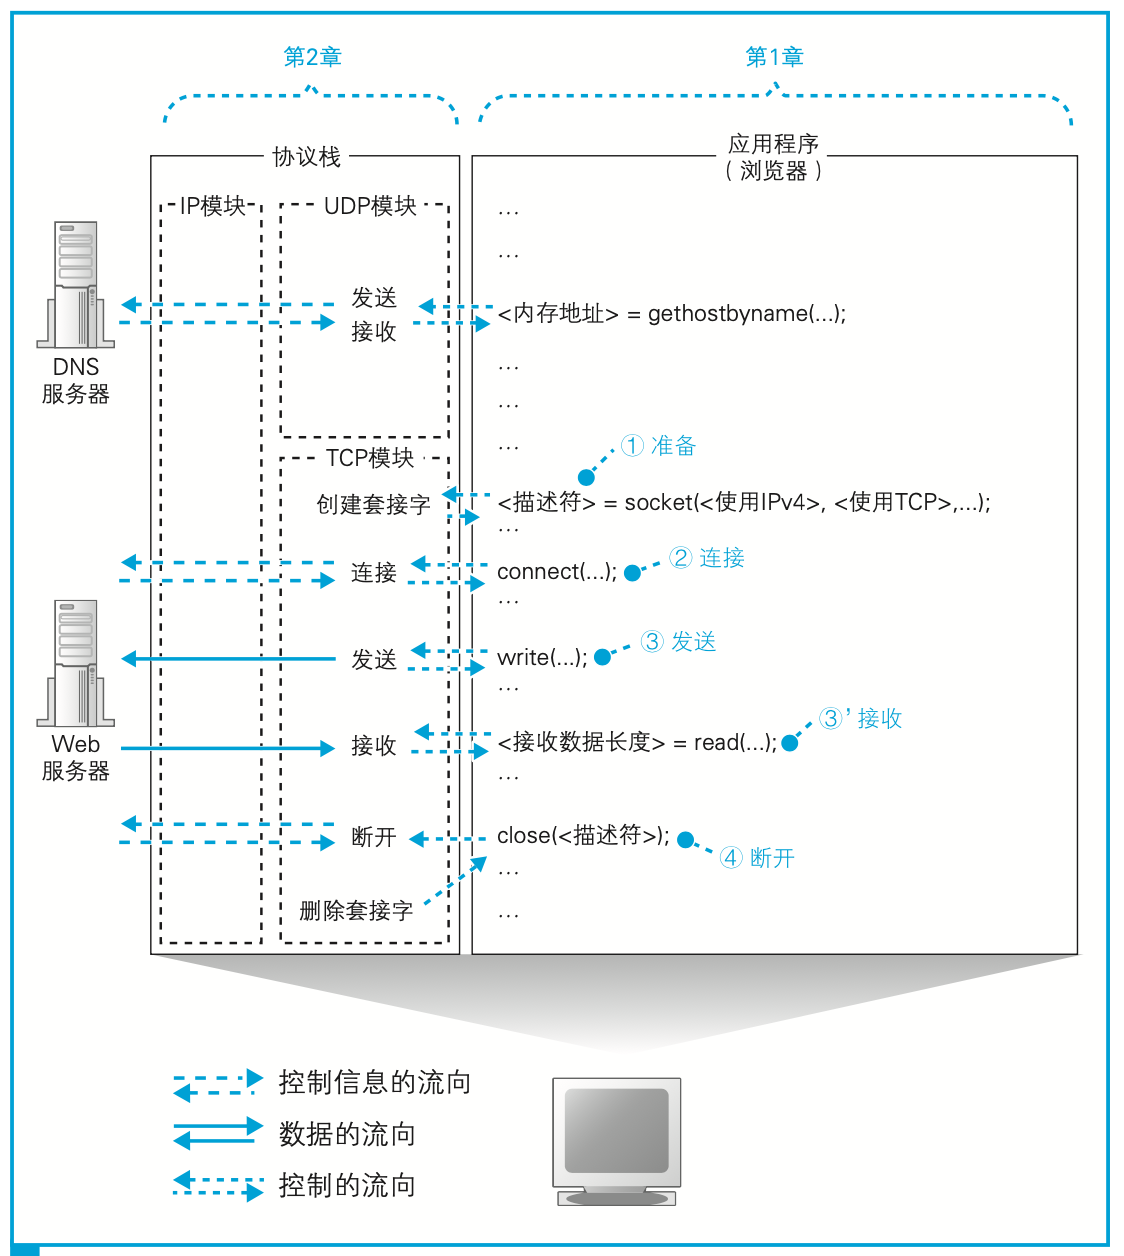 第2章
第1章
协议栈
应用程序
（浏览器）
IP模块
UDP模块
...
...
发送
接收
<内存地址> = gethostbyname(...);
DNS
服务器
...
...
...
① 准备
TCP模块
创建套接字
<描述符> = socket(<使用IPv4>, <使用TCP>,...);
...
② 连接
连接
connect(...);
...
③ 发送
发送
write(...);
...
③’接收
Web
服务器
接收
<接收数据长度> = read(...);
...
断开
close(<描述符>);
④ 断开
...
删除套接字
...
控制信息的流向
数据的流向
控制的流向